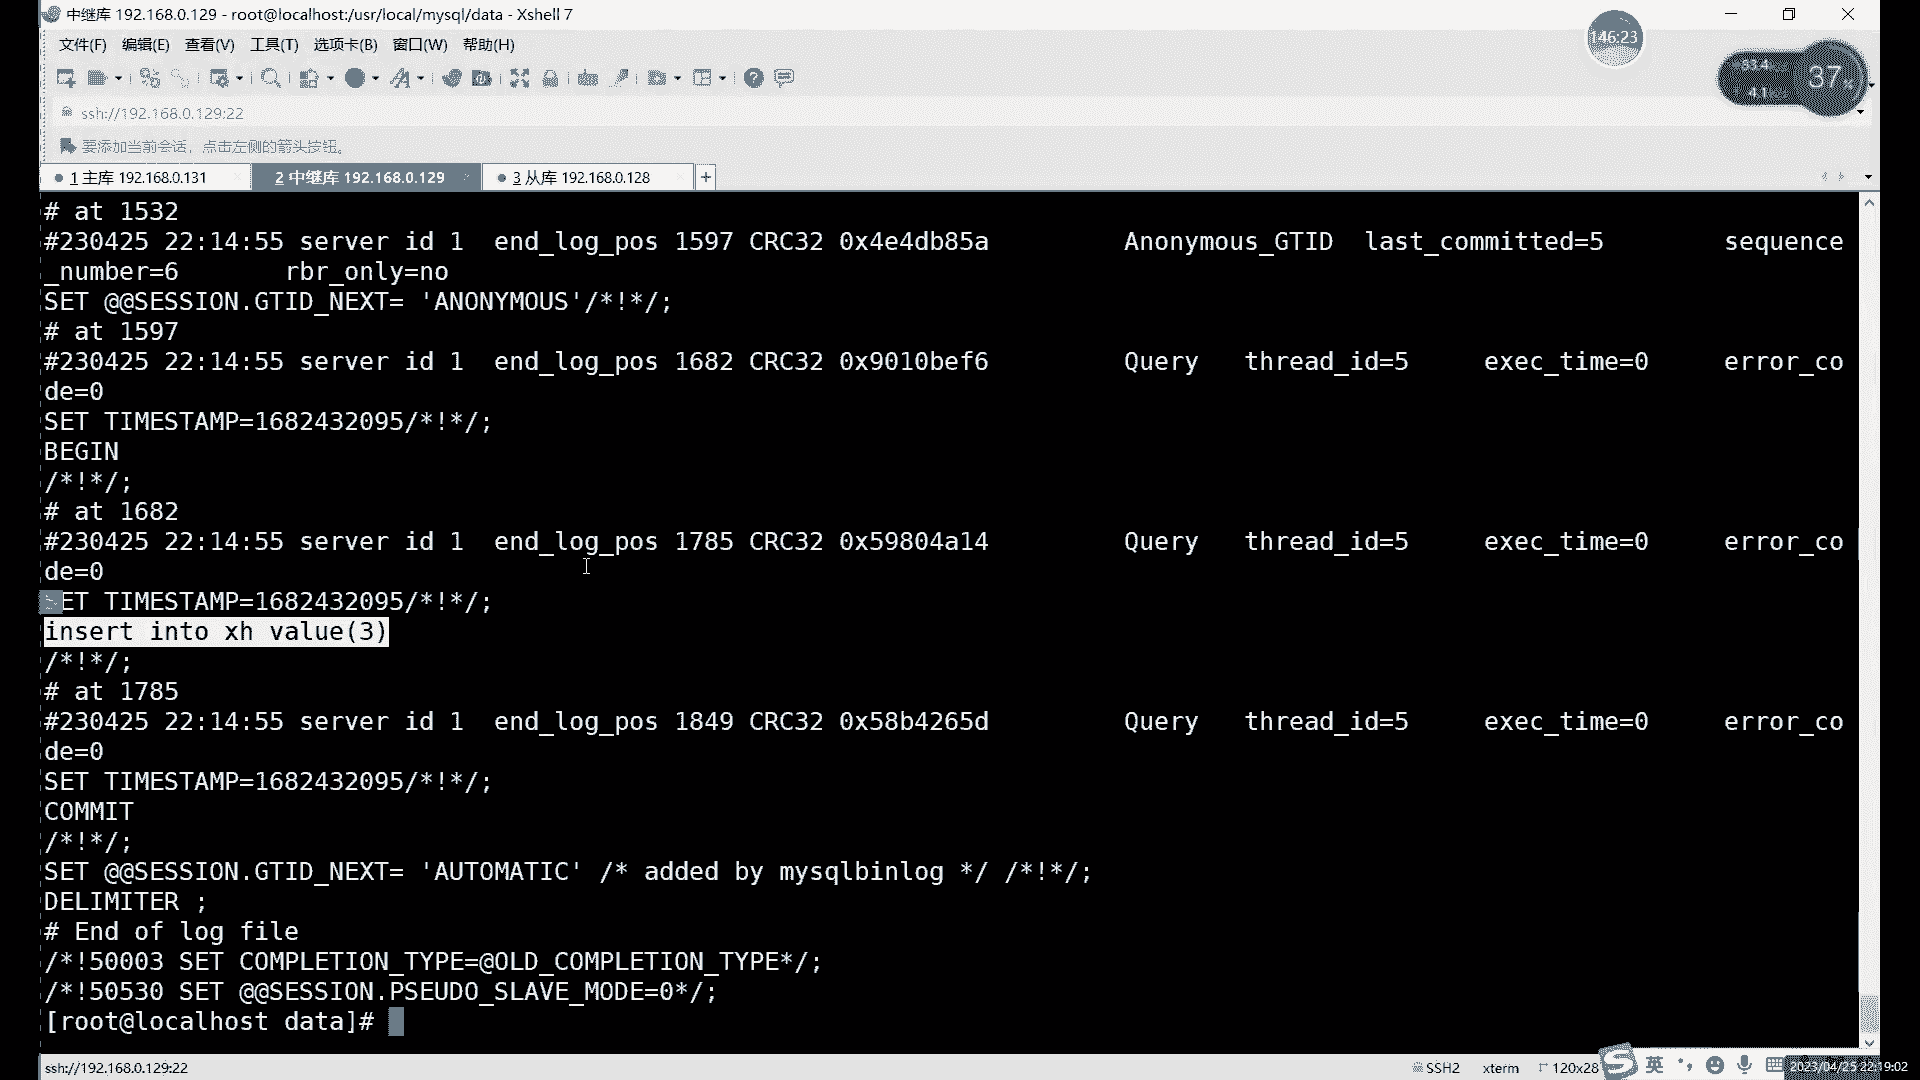 中继库 192.168.0.129 - root@localhost:/usr/local/mysql/data - Xshell 7
文件(F) 编辑(E) 查看(V) 工具(T) 选项卡(B) 窗口(W) 帮助(H)
146:23
37%
ssh://192.168.0.129:22
要添加当前会话，点击左侧的箭头按钮。
1 主库 192.168.0.131 2 中继库 192.168.0.129 3 从库 192.168.0.128 +
# at 1532
#230425 22:14:55 server id 1 end_log_pos 1597 CRC32 0x4e4db85a Anonymous_GTID last_committed=5 sequence
_number=6 rbr_only=no
SET @@SESSION.GTID_NEXT= 'ANONYMOUS'/*!*/;
# at 1597
#230425 22:14:55 server id 1 end_log_pos 1682 CRC32 0x9010bef6 Query thread_id=5 exec_time=0 error_co
de=0
SET TIMESTAMP=1682432095/*!*/;
BEGIN
/*!*/;
# at 1682
#230425 22:14:55 server id 1 end_log_pos 1785 CRC32 0x59804a14 Query thread_id=5 exec_time=0 error_co
de=0
ET TIMESTAMP=1682432095/*!*/;
insert into xh value(3)
/*!*/;
# at 1785
#230425 22:14:55 server id 1 end_log_pos 1849 CRC32 0x58b4265d Query thread_id=5 exec_time=0 error_co
de=0
SET TIMESTAMP=1682432095/*!*/;
COMMIT
/*!*/;
SET @@SESSION.GTID_NEXT= 'AUTOMATIC' /* added by mysqlbinlog */ /*!*/;
DELIMITER ;
# End of log file
/*!50003 SET COMPLETION_TYPE=@OLD_COMPLETION_TYPE*/;
/*!50530 SET @@SESSION.PSEUDO_SLAVE_MODE=0*/;
[root@localhost data]#
ssh://192.168.0.129:22 SSH2 xterm 120x28 英 2023/04/25 22:19:02